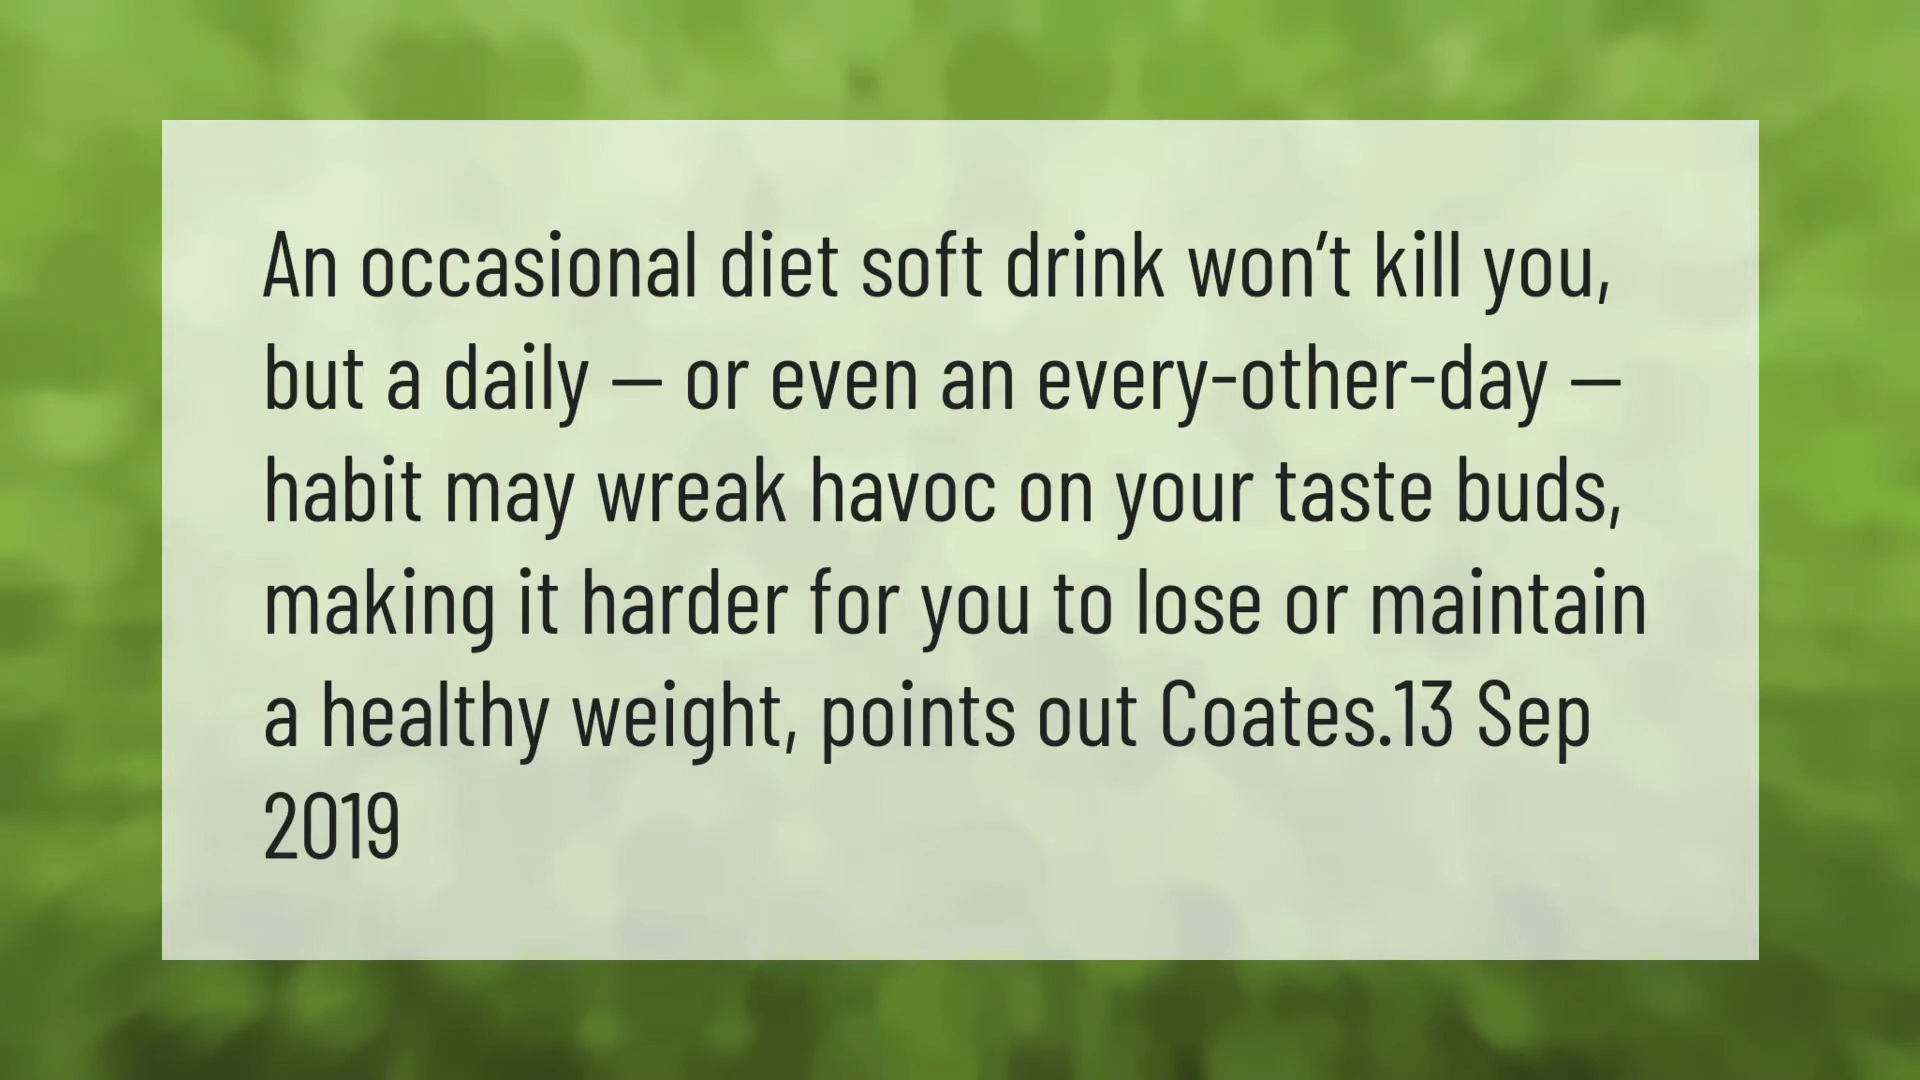 An occasional diet soft drink won’t kill you,
but a daily — or even an every-other-day —
habit may wreak havoc on your taste buds,
making it harder for you to lose or maintain
a healthy weight, points out Coates.13 Sep
2019